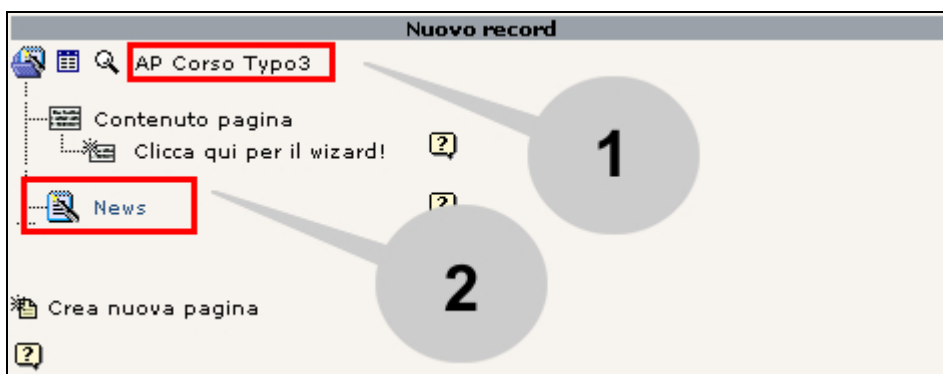 Nuovo record
AP Corso Typo3
Contenuto pagina
Clicca qui per il wizard!
?
1
News
?
2
Crea nuova pagina
?